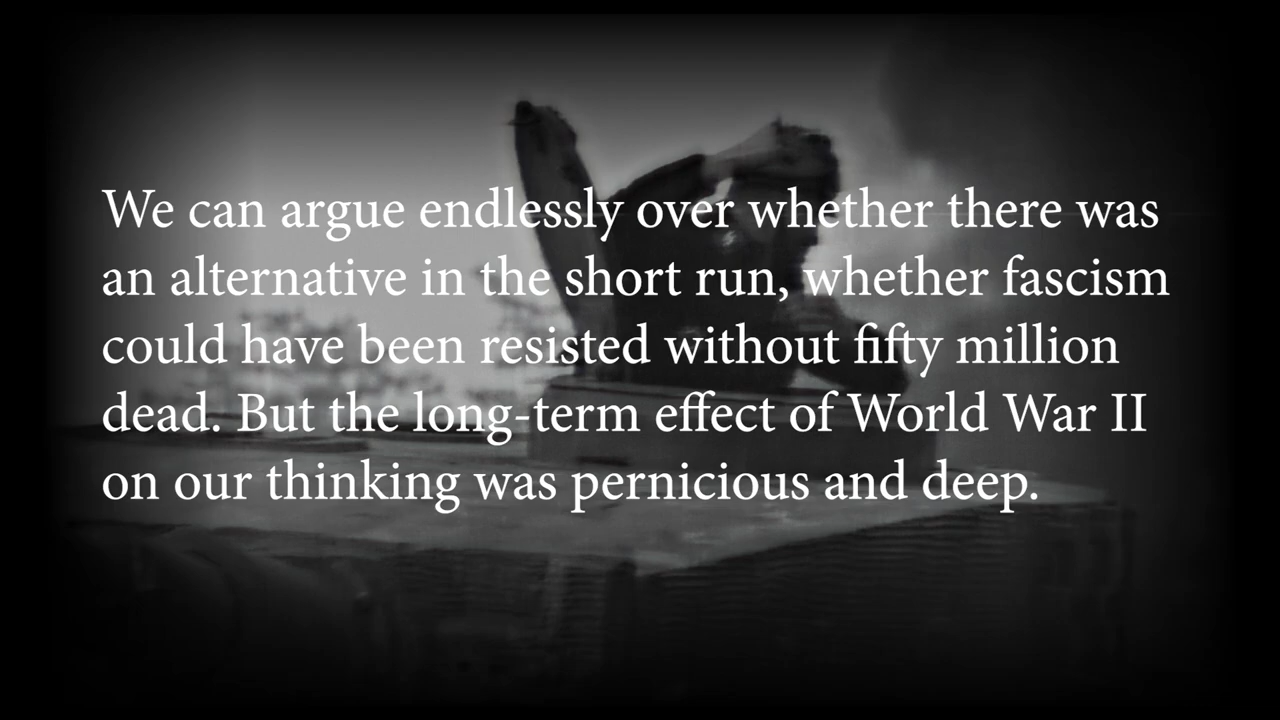 We can argue endlessly over whether there was
an alternative in the short run, whether fascism
could have been resisted without fifty million
dead. But the long-term effect of World War II
on our thinking was pernicious and deep.